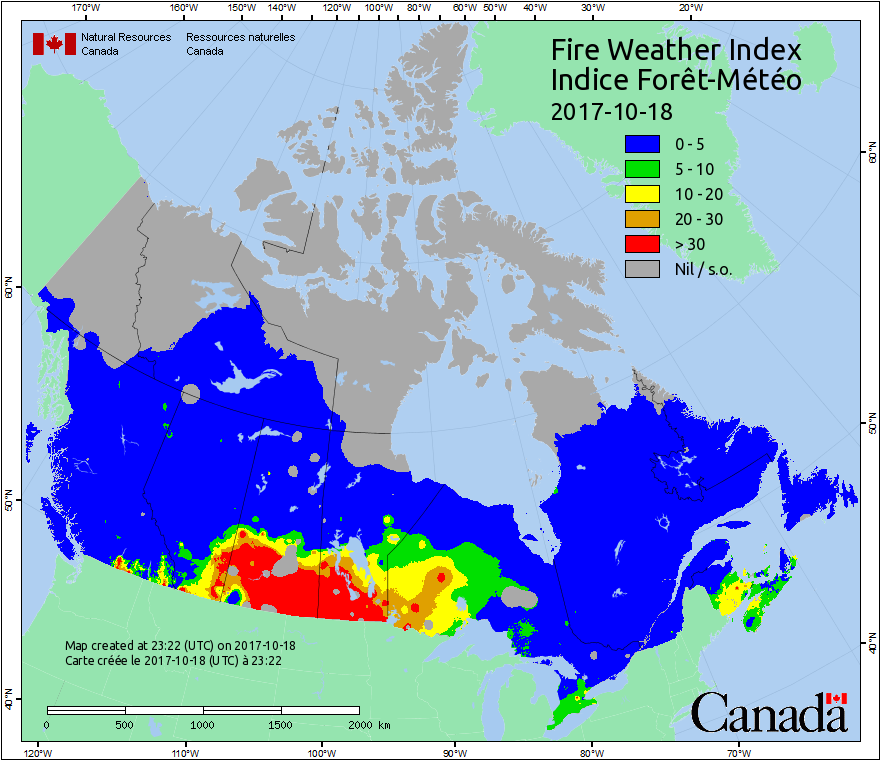 170°W 160°W 150°W 140°W 130°W 120°W 110°W 100°W 90°W 80°W 60°W 50°W 40°W 30°W 20°W
Natural Resources Ressources naturelles
Canada Canada
Fire Weather Index
Indice Forêt-Météo
2017-10-18
0 - 5
5 - 10
10 - 20
20 - 30
> 30
Nil / s.o.
60°N
60°N
50°N
50°N
40°N
40°N
Map created at 23:22 (UTC) on 2017-10-18
Carte créée le 2017-10-18 (UTC) à 23:22
0 500 1000 1500 2000 km
Canada
120°W 110°W 100°W 90°W 80°W 70°W